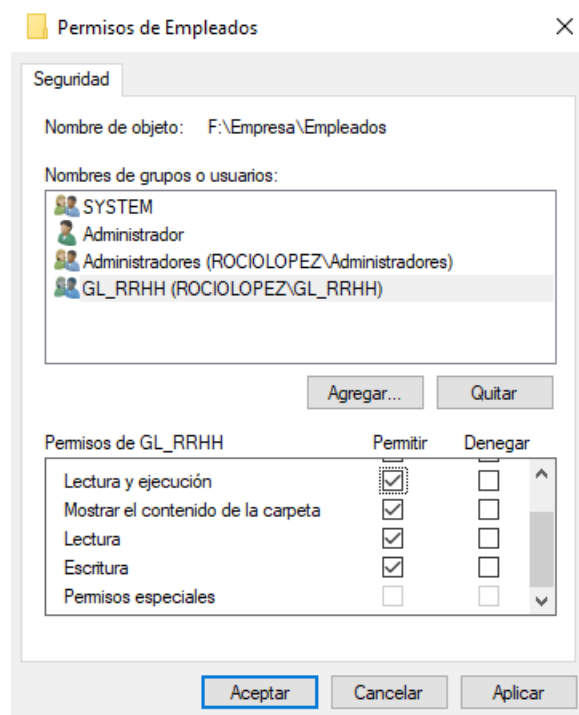 Permisos de Empleados
Seguridad
Nombre de objeto: F:\Empresa\Empleados
Nombres de grupos o usuarios:
SYSTEM
Administrador
Administradores (ROCIOLOPEZ\Administradores)
GL_RRHH (ROCIOLOPEZ\GL_RRHH)
Agregar... Quitar
Permisos de GL_RRHH Permitir Denegar
Lectura y ejecución
Mostrar el contenido de la carpeta
Lectura
Escritura
Permisos especiales
Aceptar Cancelar Aplicar